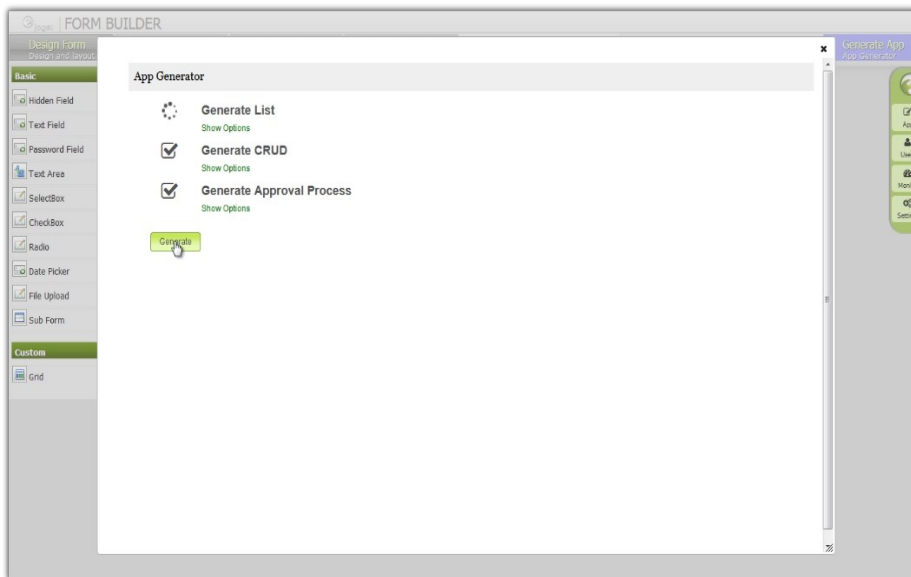 joget FORM BUILDER
Design Form
Design and layout
Generate App
App Generator
App Generator
Generate List
Show Options
Generate CRUD
Show Options
Generate Approval Process
Show Options
Generate
Basic
Hidden Field
Text Field
Password Field
Text Area
SelectBox
CheckBox
Radio
Date Picker
File Upload
Sub Form
Custom
Grid